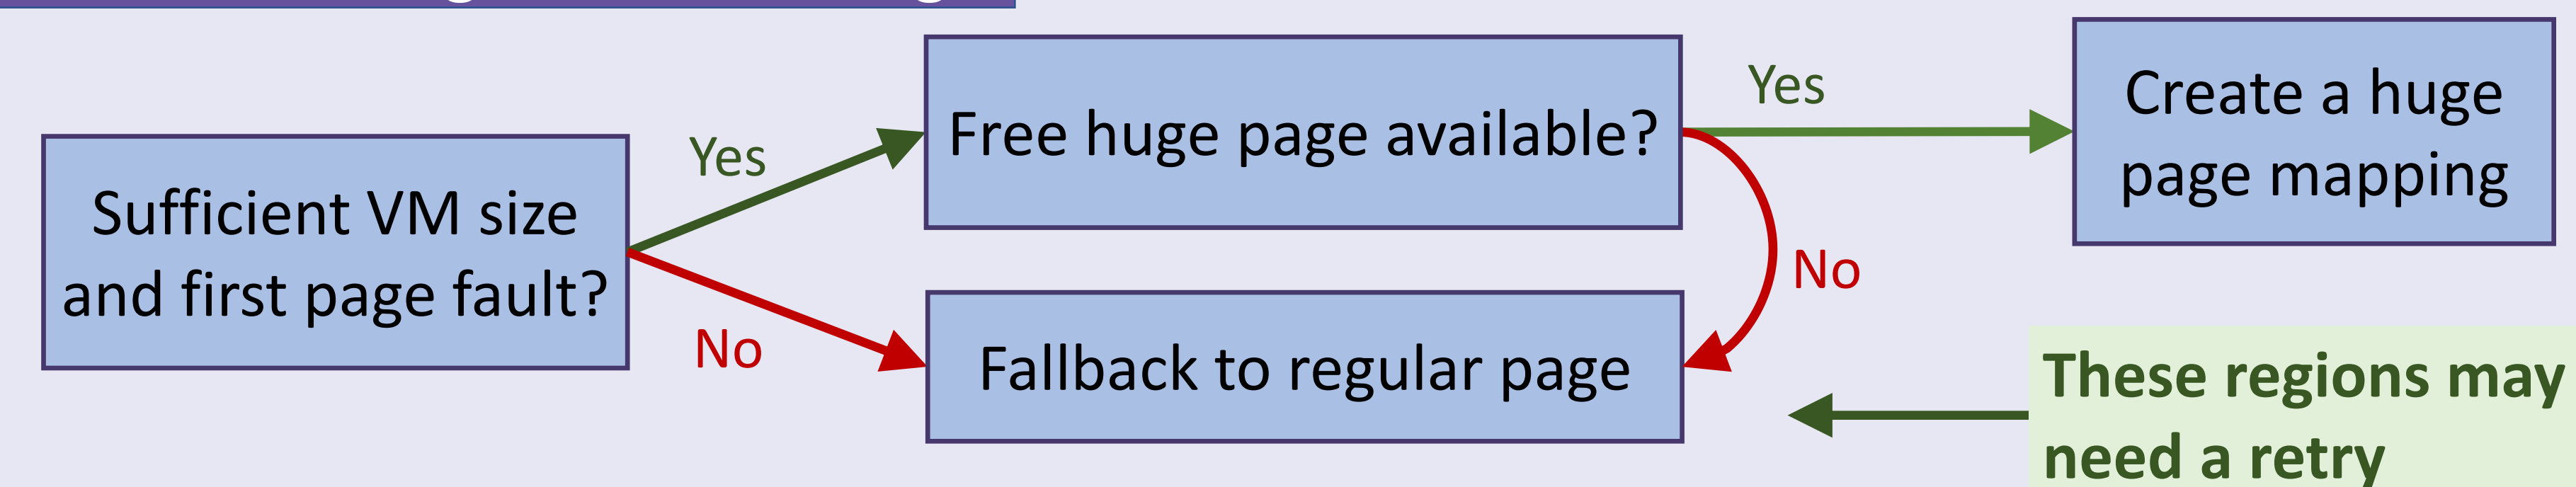 Sufficient VM size
and first page fault?
Yes
No
Free huge page available?
Fallback to regular page
Yes
No
Create a huge
page mapping
These regions may
need a retry